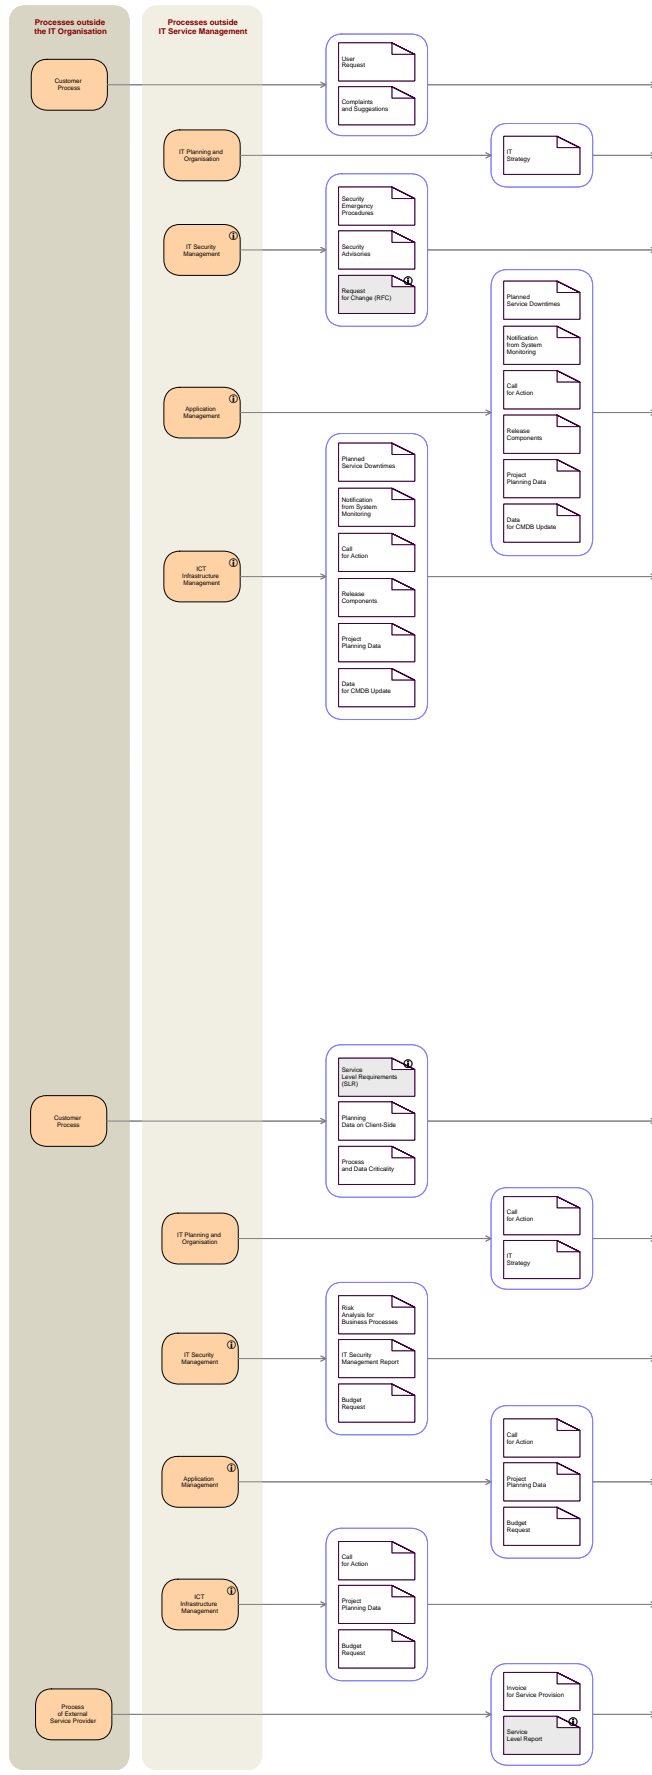 Processes outside
the IT Organisation
Processes outside
IT Service Management
User
Request
Customer
Process
Complaints
and Suggestions
IT Planning and
Organisation
IT
Strategy
Security
Emergency
Procedures
IT Security
Management
Security
Advisories
Request
for Change (RFC)
Planned
Service Downtimes
Notification
from System
Monitoring
Call
for Action
Application
Management
Release
Components
Project
Planning Data
Data
for CMDB Update
Planned
Service Downtimes
Notification
from System
Monitoring
Call
for Action
ICT
Infrastructure
Management
Release
Components
Project
Planning Data
Data
for CMDB Update
Service
Level Requirements
(SLR)
Customer
Process
Planning
Data on Client-Side
Process
and Data Criticality
Call
for Action
IT Planning and
Organisation
IT
Strategy
Risk
Analysis for
Business Processes
IT Security
Management
IT Security
Management Report
Budget
Request
Call
for Action
Application
Management
Project
Planning Data
Budget
Request
Call
for Action
ICT
Infrastructure
Management
Project
Planning Data
Budget
Request
Invoice
for Service Provision
Process
of External
Service Provider
Service
Level Report